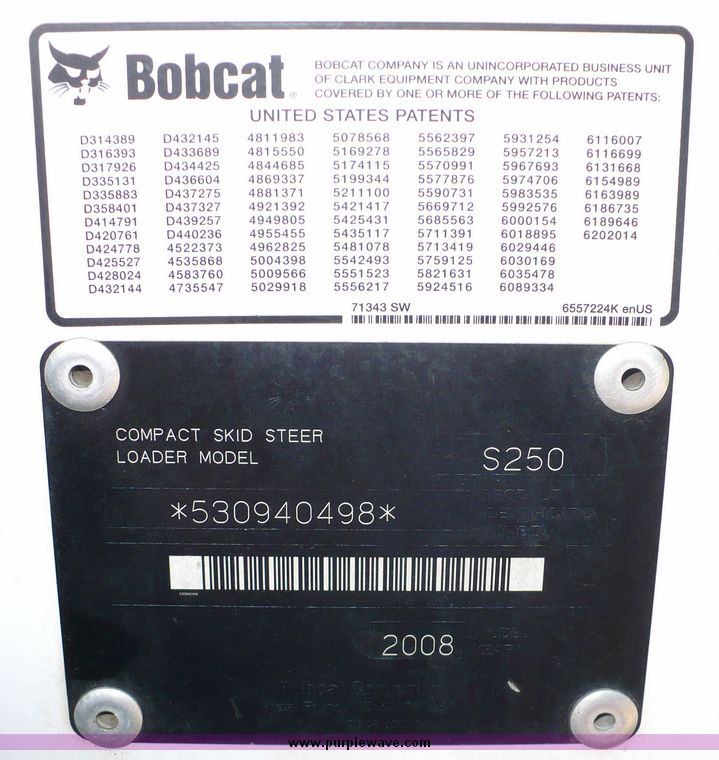 Bobcat®
BOBCAT COMPANY IS AN UNINCORPORATED BUSINESS UNIT
OF CLARK EQUIPMENT COMPANY WITH PRODUCTS
COVERED BY ONE OR MORE OF THE FOLLOWING PATENTS:
UNITED STATES PATENTS
D314389 D432145 4811983 5078568 5562397 5931254 6116007
D316393 D433689 4815550 5169278 5565829 5957213 6116699
D317926 D434425 4844685 5174115 5570991 5967693 6131668
D335131 D436604 4869337 5199344 5577876 5974706 6154989
D335883 D437275 4881371 5211100 5590731 5983535 6163989
D358401 D437327 4921392 5421417 5669712 5992576 6186735
D414791 D439257 4949805 5425431 5685563 6000154 6189646
D420761 D440236 4955455 5435117 5711391 6018895 6202014
D424778 4522373 4962825 5481078 5713419 6029446
D425527 4535868 5004398 5542493 5759125 6030169
D428024 4583760 5009566 5551523 5821631 6035478
D432144 4735547 5029918 5556217 5924516 6089334
71343 SW 6557224K enUS
COMPACT SKID STEER
LOADER MODEL S250
*530940498*
530940498
2008 MODEL
YEAR
Bobcat Company
www.purplewave.com